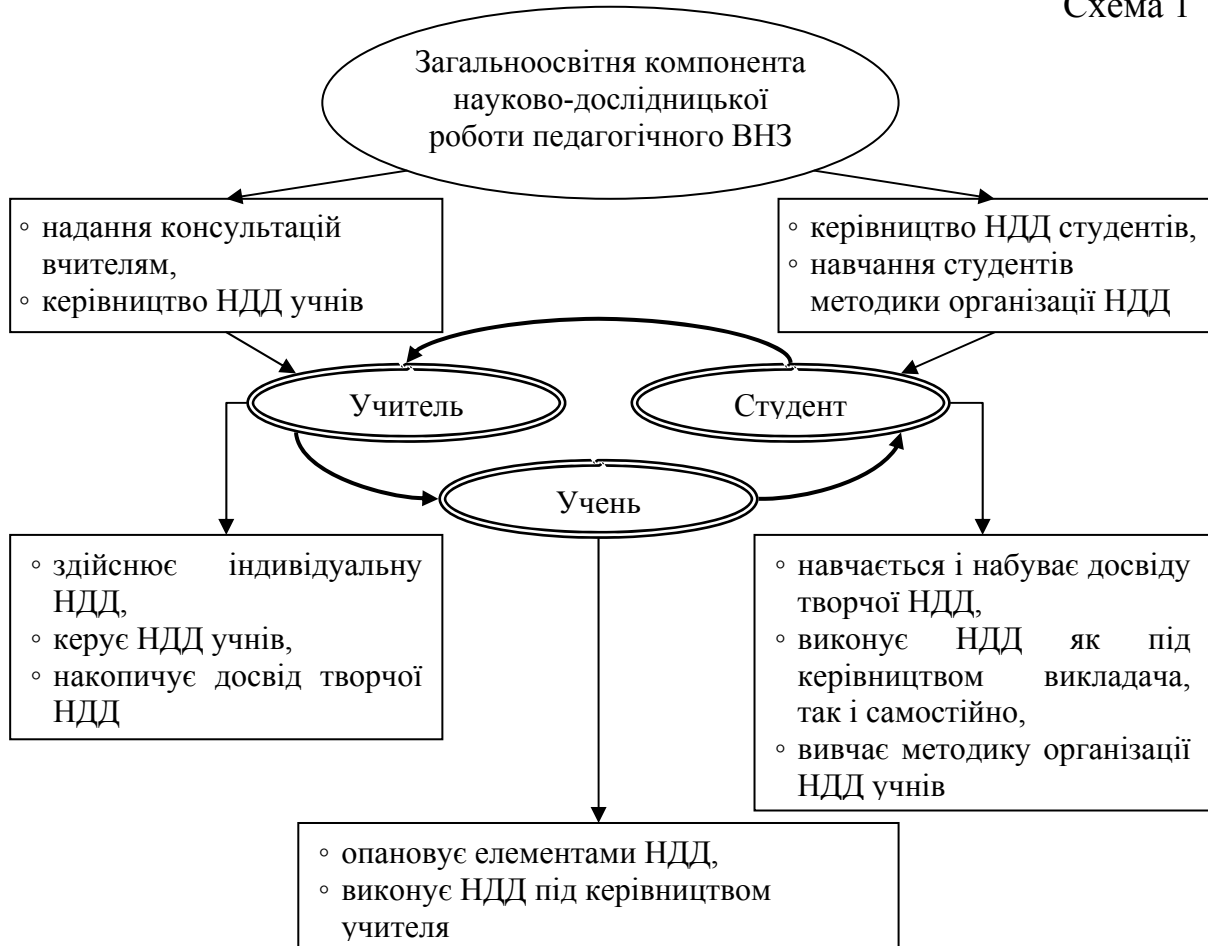 Схема 1
Загальноосвітня компонента
науково-дослідницької
роботи педагогічного ВНЗ
◦ надання консультацій
вчителям,
◦ керівництво НДД учнів
◦ керівництво НДД студентів,
◦ навчання студентів
методики організації НДД
Учитель
Студент
Учень
◦ здійснює індивідуальну
НДД,
◦ керує НДД учнів,
◦ накопичує досвід творчої
НДД
◦ навчається і набуває досвіду
творчої НДД,
◦ виконує НДД як під
керівництвом викладача,
так і самостійно,
◦ вивчає методику організації
НДД учнів
◦ опановує елементами НДД,
◦ виконує НДД під керівництвом
учителя